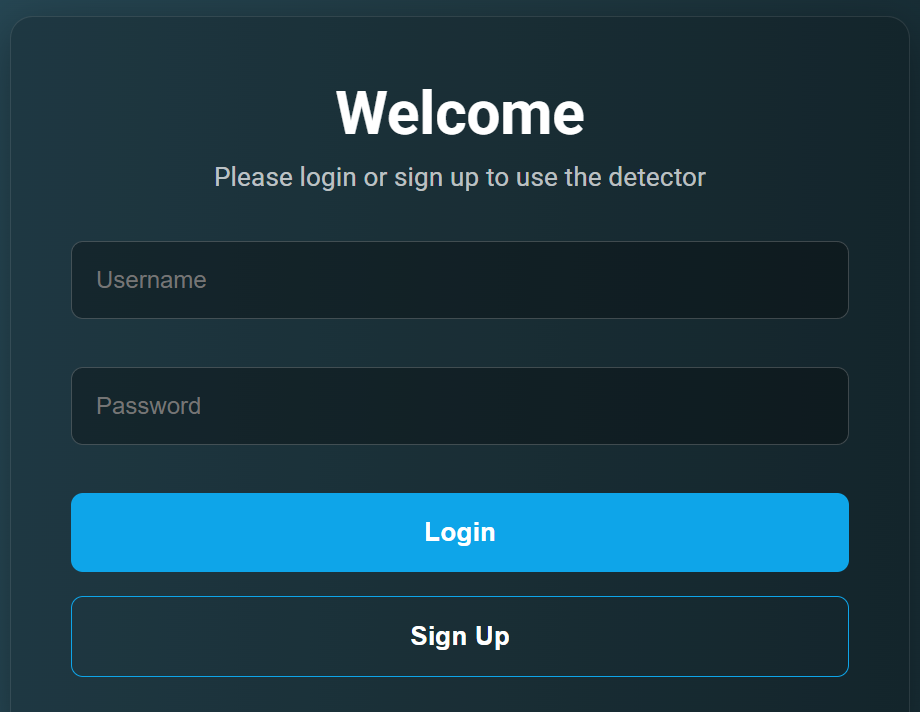 Welcome
Please login or sign up to use the detector
Username
Password
Login
Sign Up